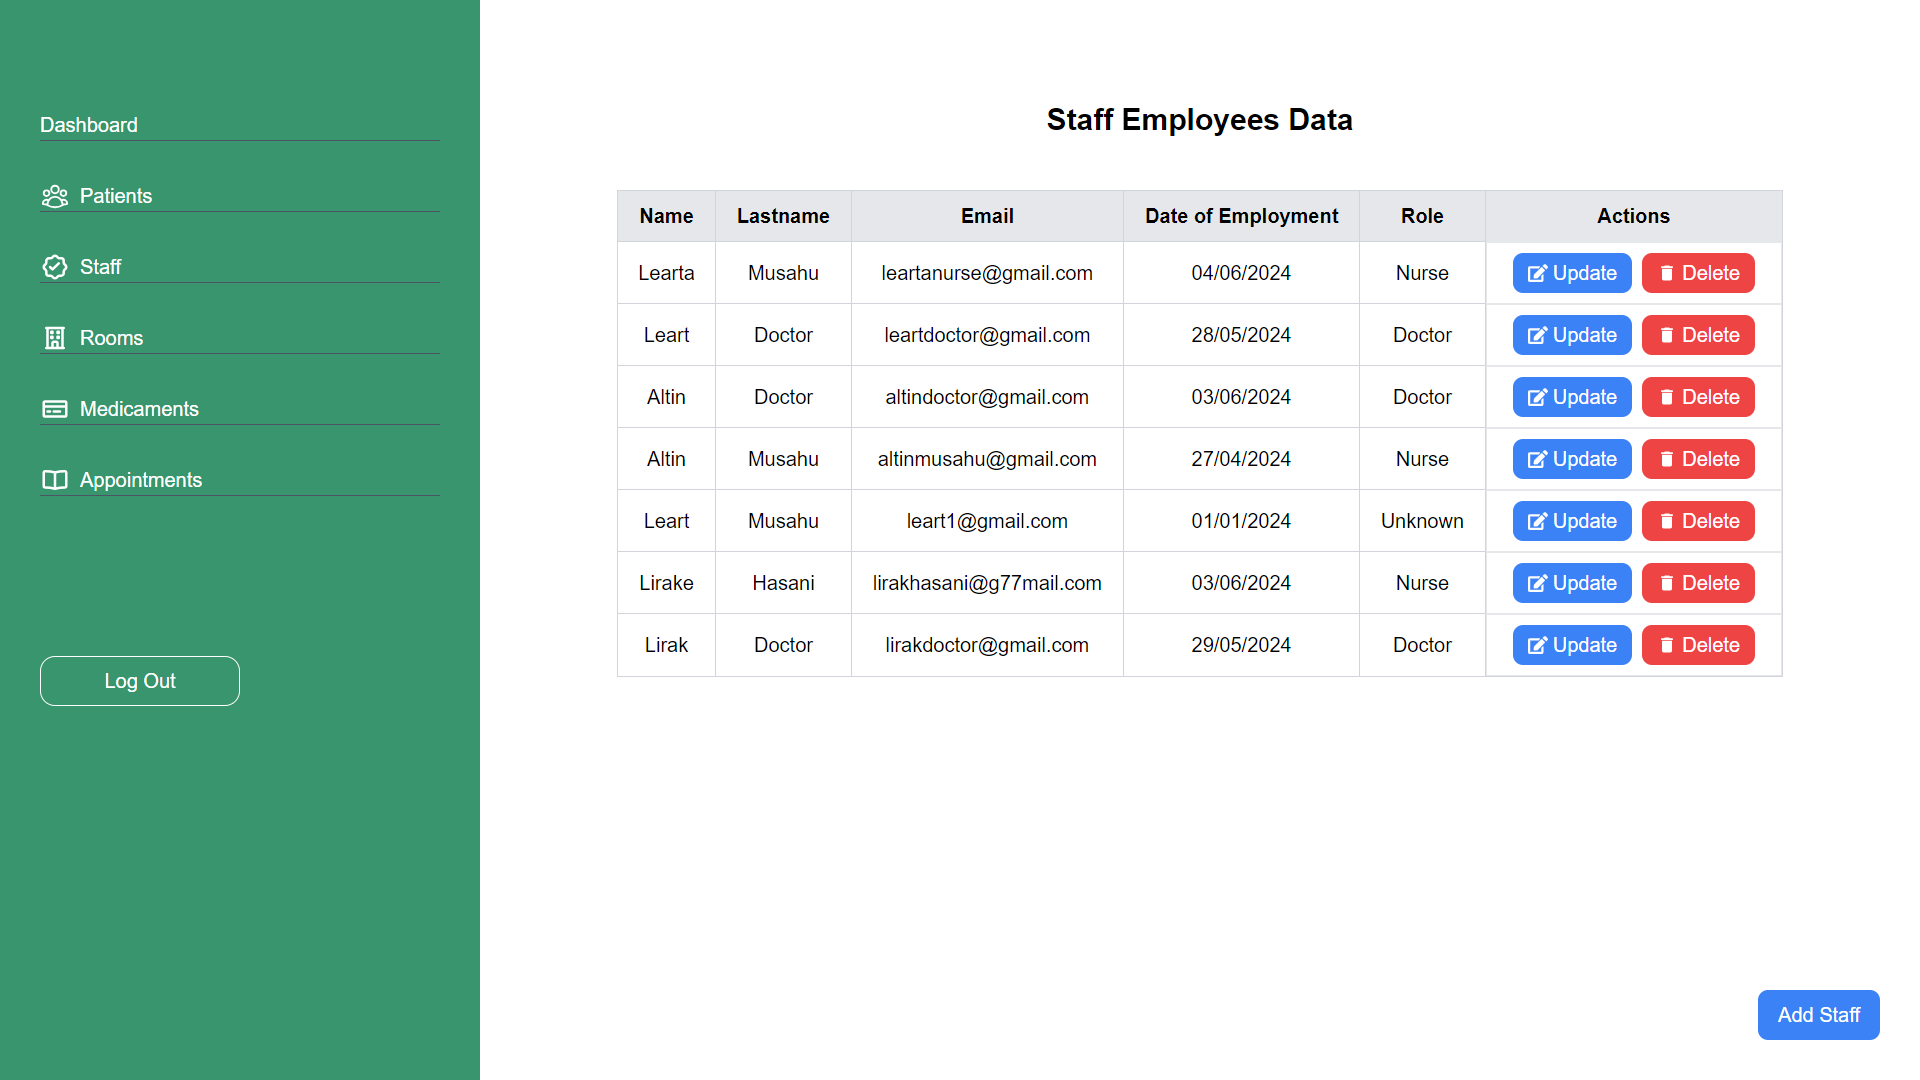 Dashboard
Patients
Staff
Rooms
Medicaments
Appointments
Log Out
Staff Employees Data
Name Lastname Email Date of Employment Role Actions
Learta Musahu leartanurse@gmail.com 04/06/2024 Nurse Update Delete
Leart Doctor leartdoctor@gmail.com 28/05/2024 Doctor Update Delete
Altin Doctor altindoctor@gmail.com 03/06/2024 Doctor Update Delete
Altin Musahu altinmusahu@gmail.com 27/04/2024 Nurse Update Delete
Leart Musahu leart1@gmail.com 01/01/2024 Unknown Update Delete
Lirake Hasani lirakhasani@g77mail.com 03/06/2024 Nurse Update Delete
Lirak Doctor lirakdoctor@gmail.com 29/05/2024 Doctor Update Delete
Add Staff